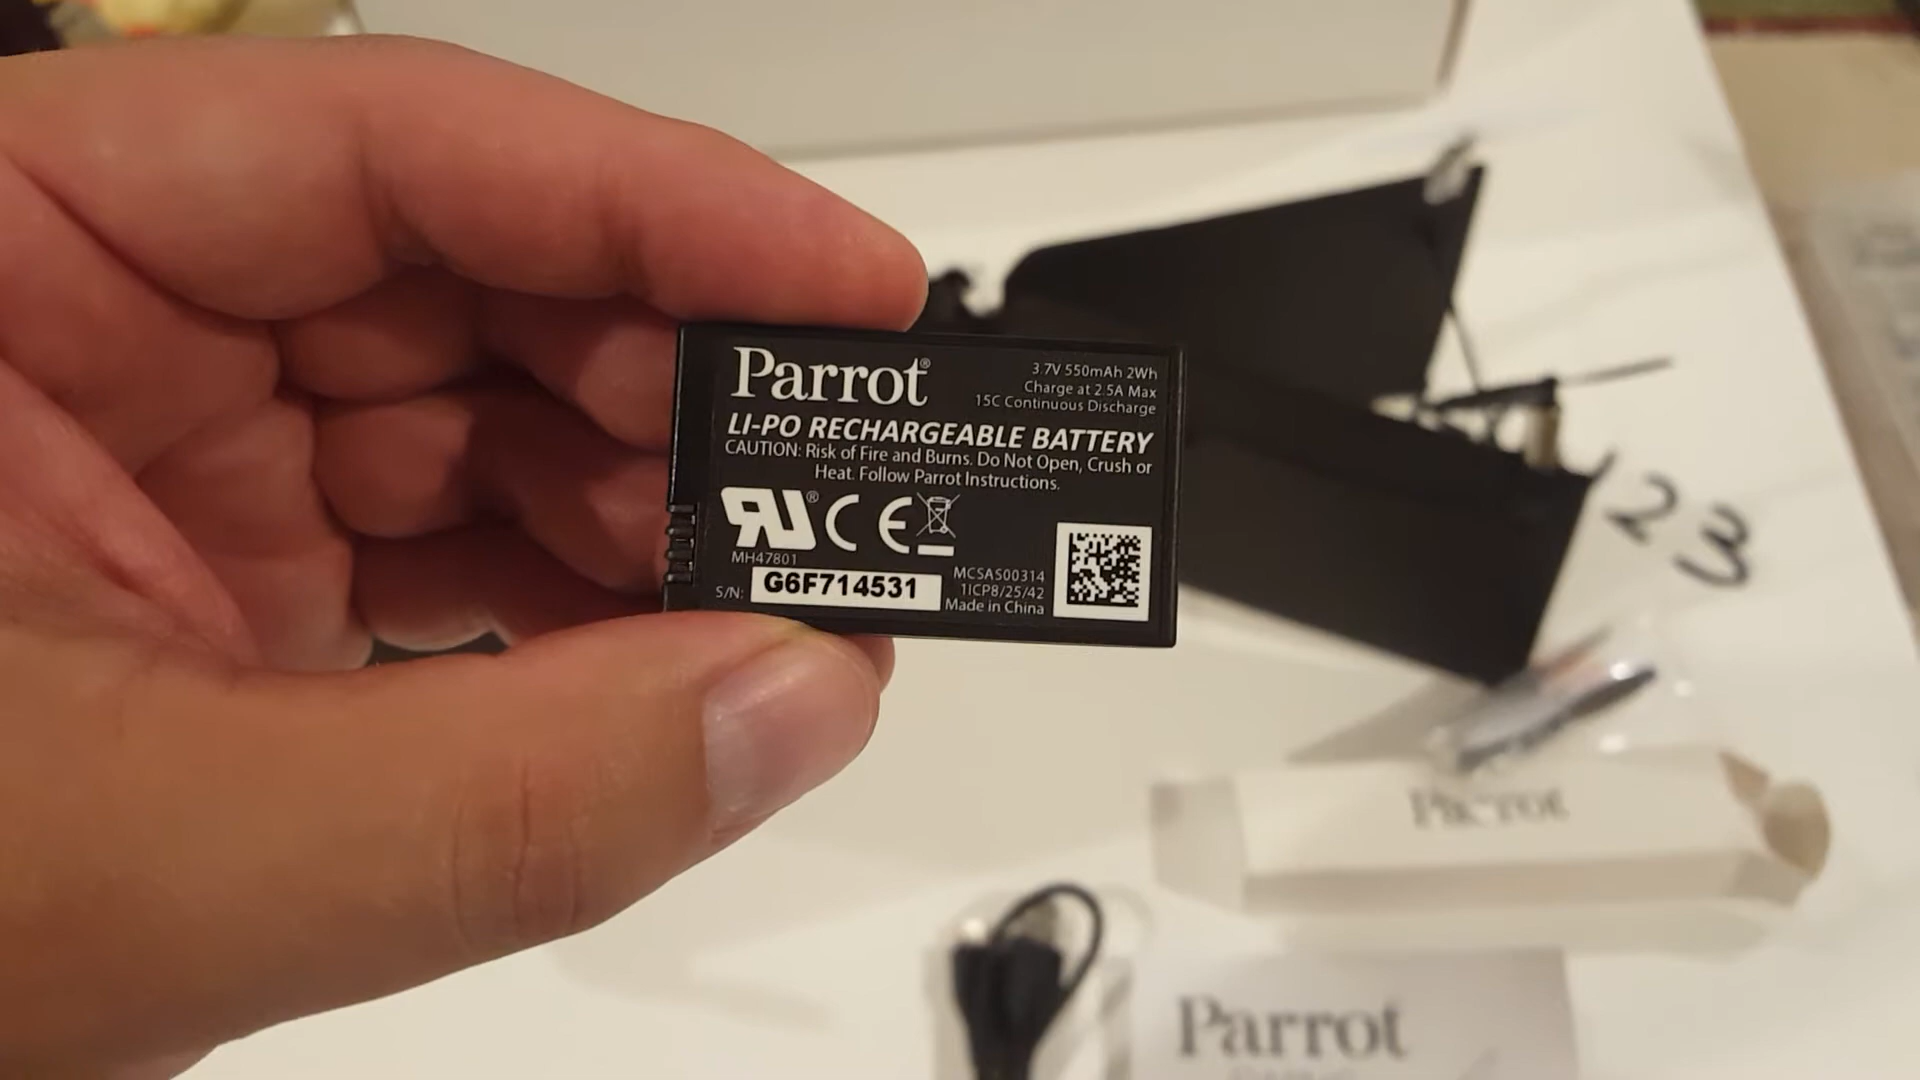 Parrot®
3.7V 550mAh 2Wh
Charge at 2.5A Max
15C Continuous Discharge
LI-PO RECHARGEABLE BATTERY
CAUTION: Risk of Fire and Burns. Do Not Open, Crush or
Heat. Follow Parrot Instructions.
MH47801
S/N: G6F714531
MCSAS00314
1ICP8/25/42
Made in China
23
Parrot
Parrot